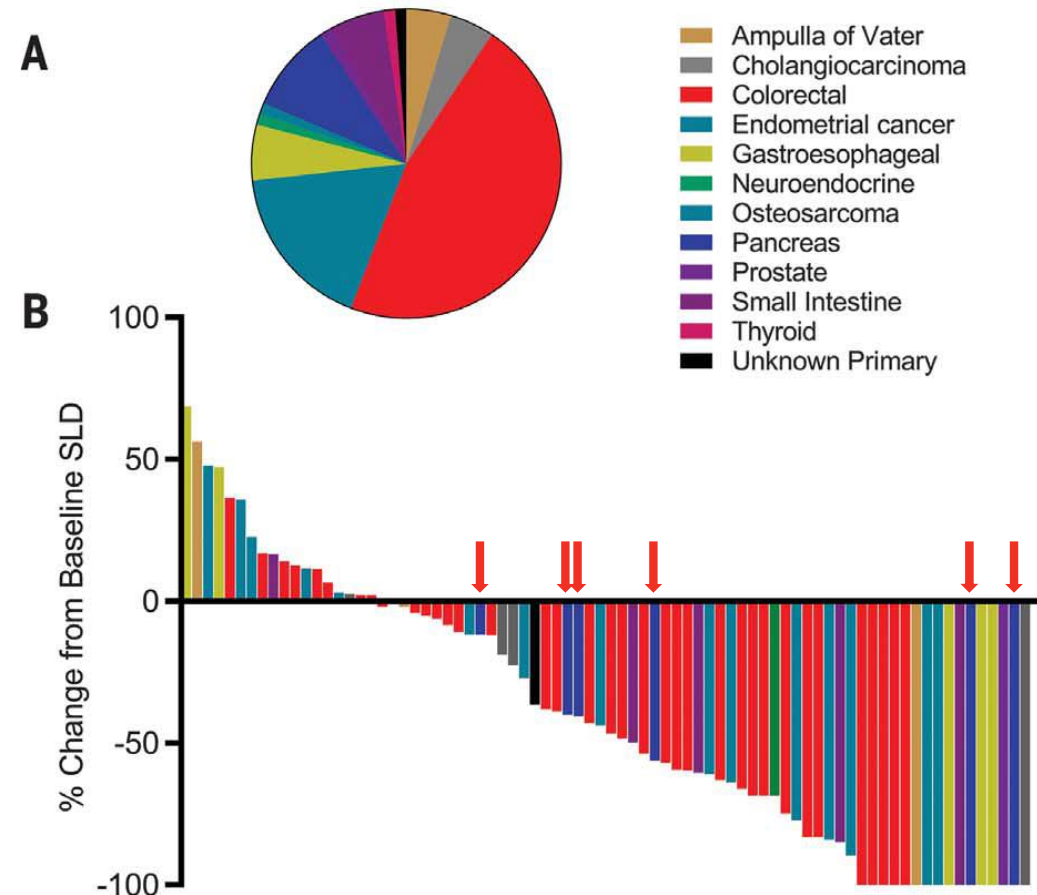 A
Ampulla of Vater
Cholangiocarcinoma
Colorectal
Endometrial cancer
Gastroesophageal
Neuroendocrine
Osteosarcoma
Pancreas
Prostate
Small Intestine
Thyroid
Unknown Primary
B
% Change from Baseline SLD
100
50
0
-50
-100